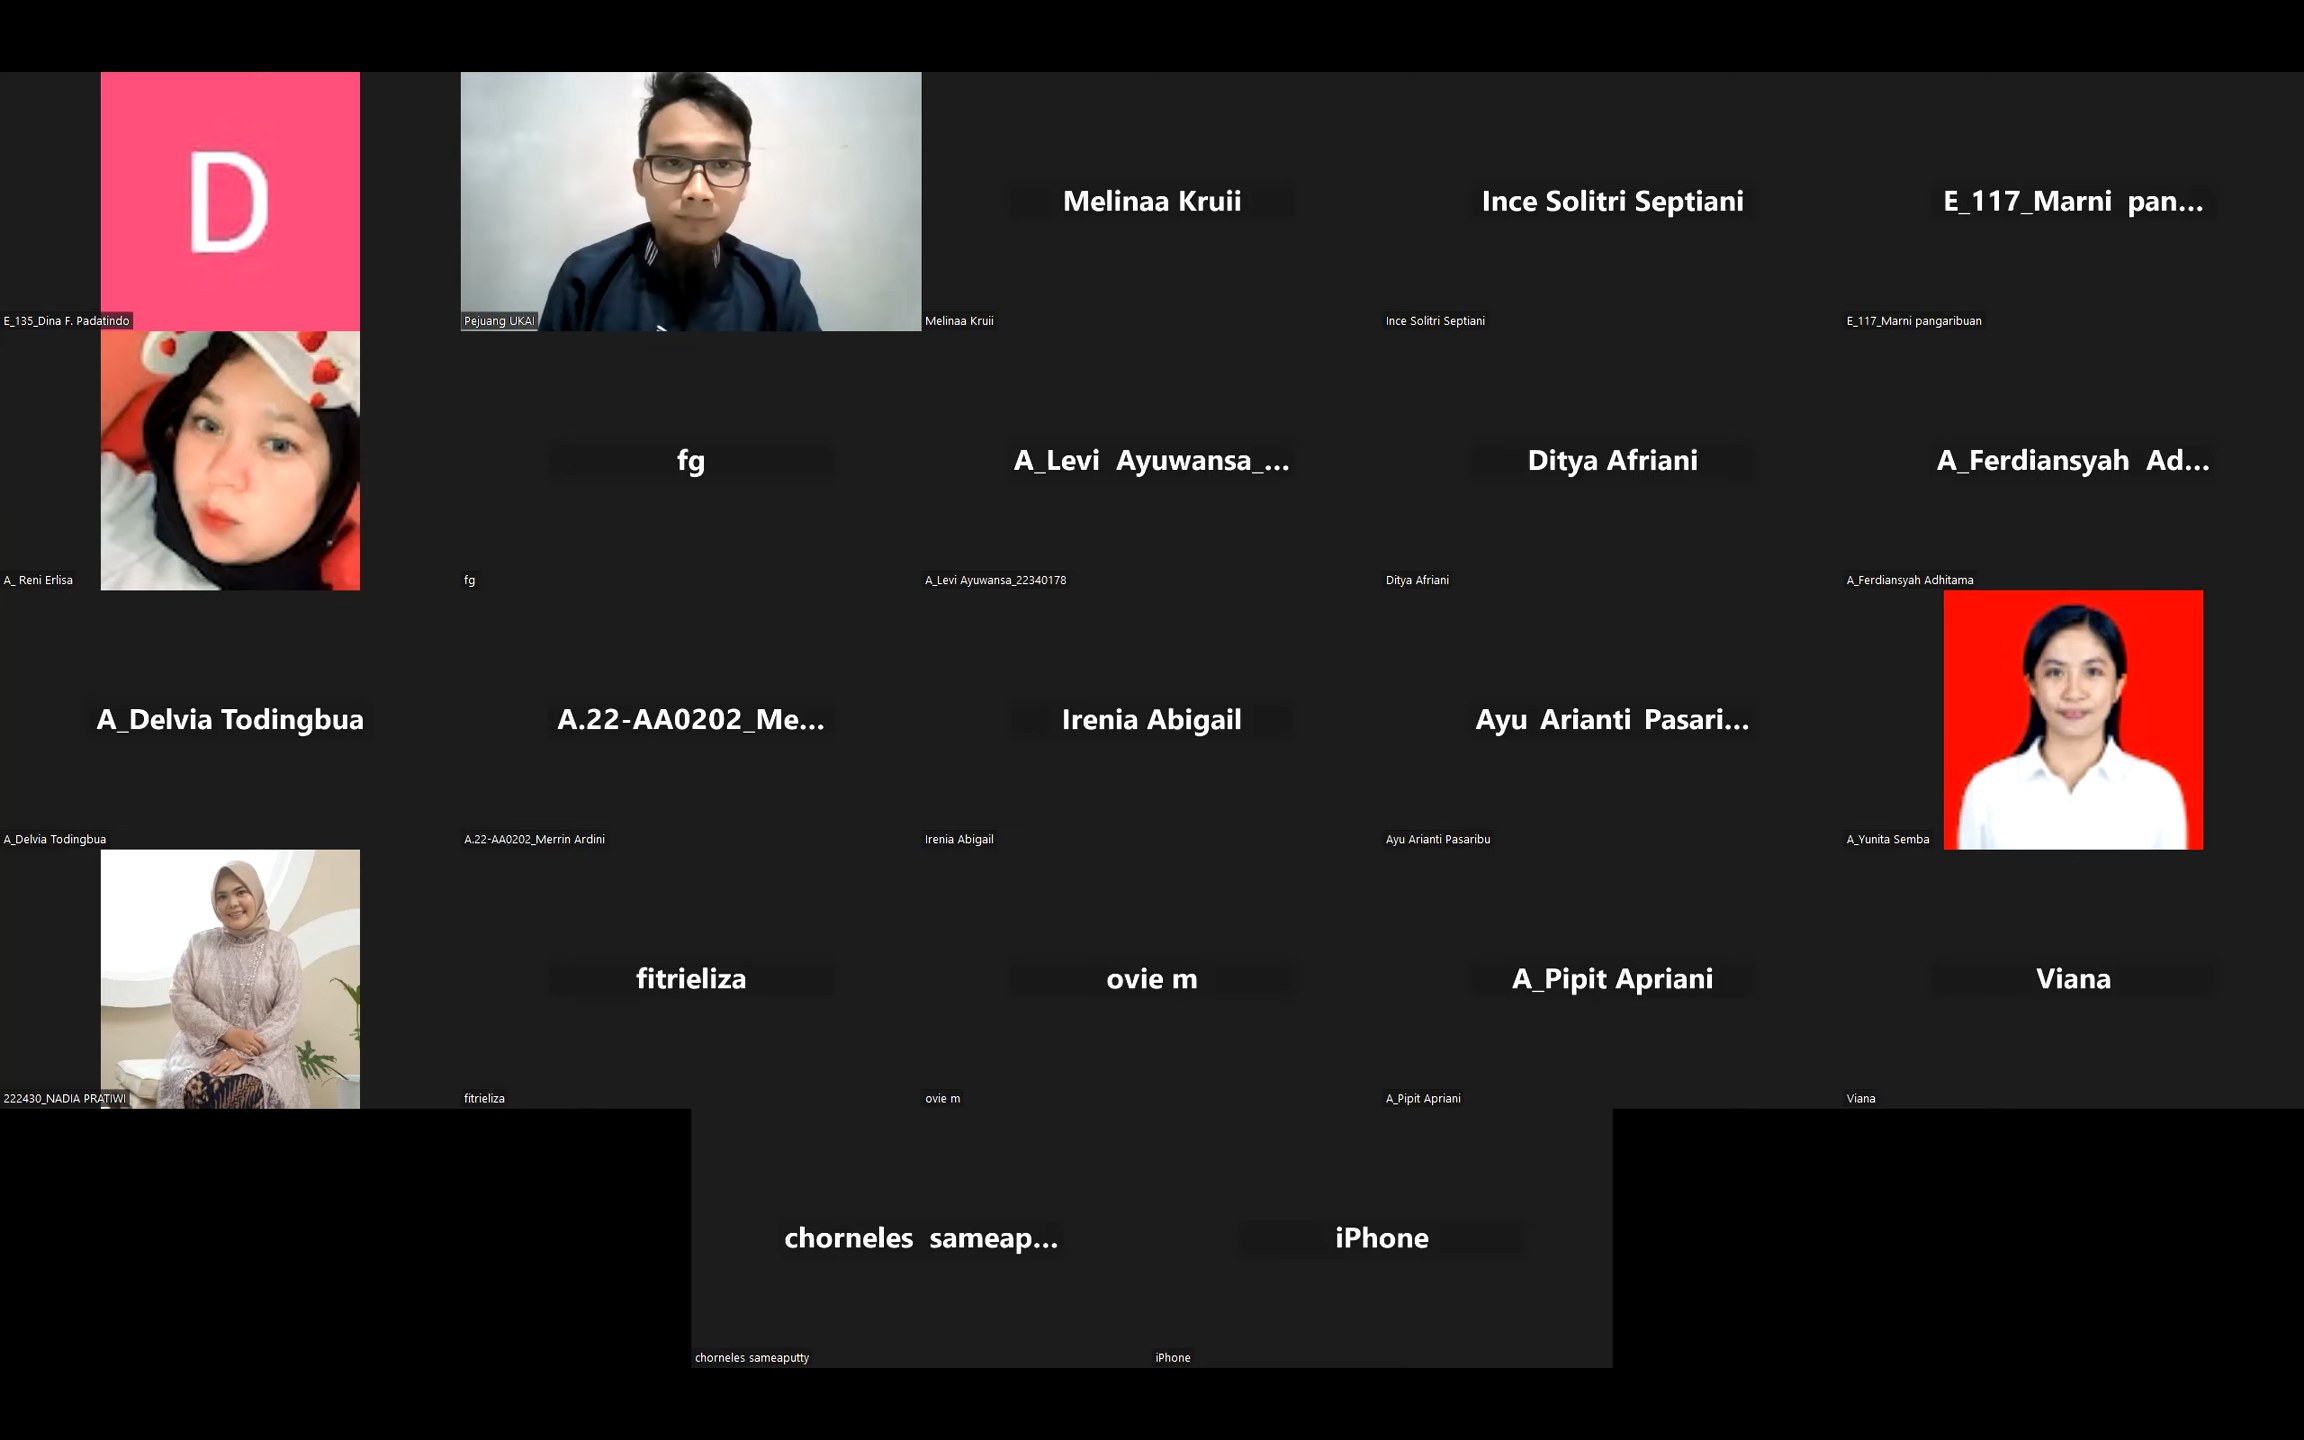 D
E_135_Dina F. Padatindo
Pejuang UKAI
Melinaa Kruii
Melinaa Kruii
Ince Solitri Septiani
Ince Solitri Septiani
E_117_Marni pan...
E_117_Marni pangaribuan
A_ Reni Erlisa
fg
fg
A_Levi Ayuwansa_...
A_Levi Ayuwansa_22340178
Ditya Afriani
Ditya Afriani
A_Ferdiansyah Ad...
A_Ferdiansyah Adhitama
A_Delvia Todingbua
A_Delvia Todingbua
A.22-AA0202_Me...
A.22-AA0202_Merrin Ardini
Irenia Abigail
Irenia Abigail
Ayu Arianti Pasari...
Ayu Arianti Pasaribu
A_Yunita Semba
222430_NADIA PRATIWI
fitrieliza
fitrieliza
ovie m
ovie m
A_Pipit Apriani
A_Pipit Apriani
Viana
Viana
chorneles sameap...
chorneles sameaputty
iPhone
iPhone